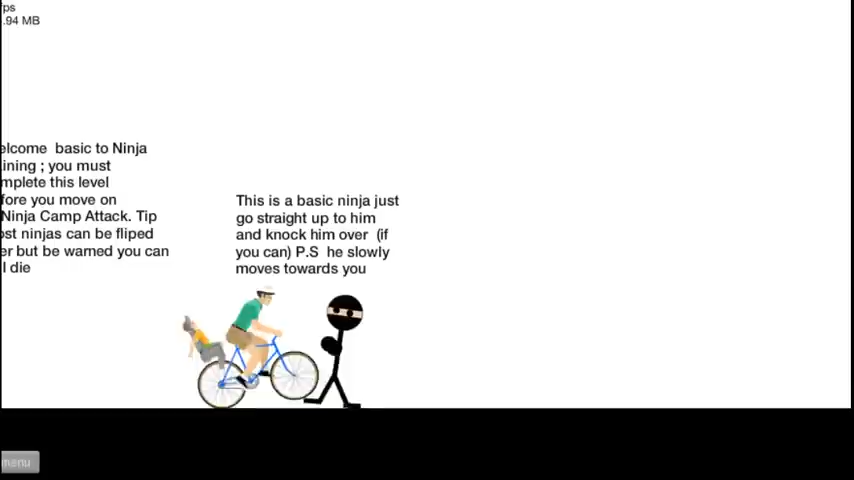 fps
.94 MB
elcome basic to Ninja
ining ; you must
mplete this level
fore you move on
Ninja Camp Attack. Tip
ost ninjas can be fliped
er but be warned you can
l die
This is a basic ninja just
go straight up to him
and knock him over (if
you can) P.S he slowly
moves towards you
menu